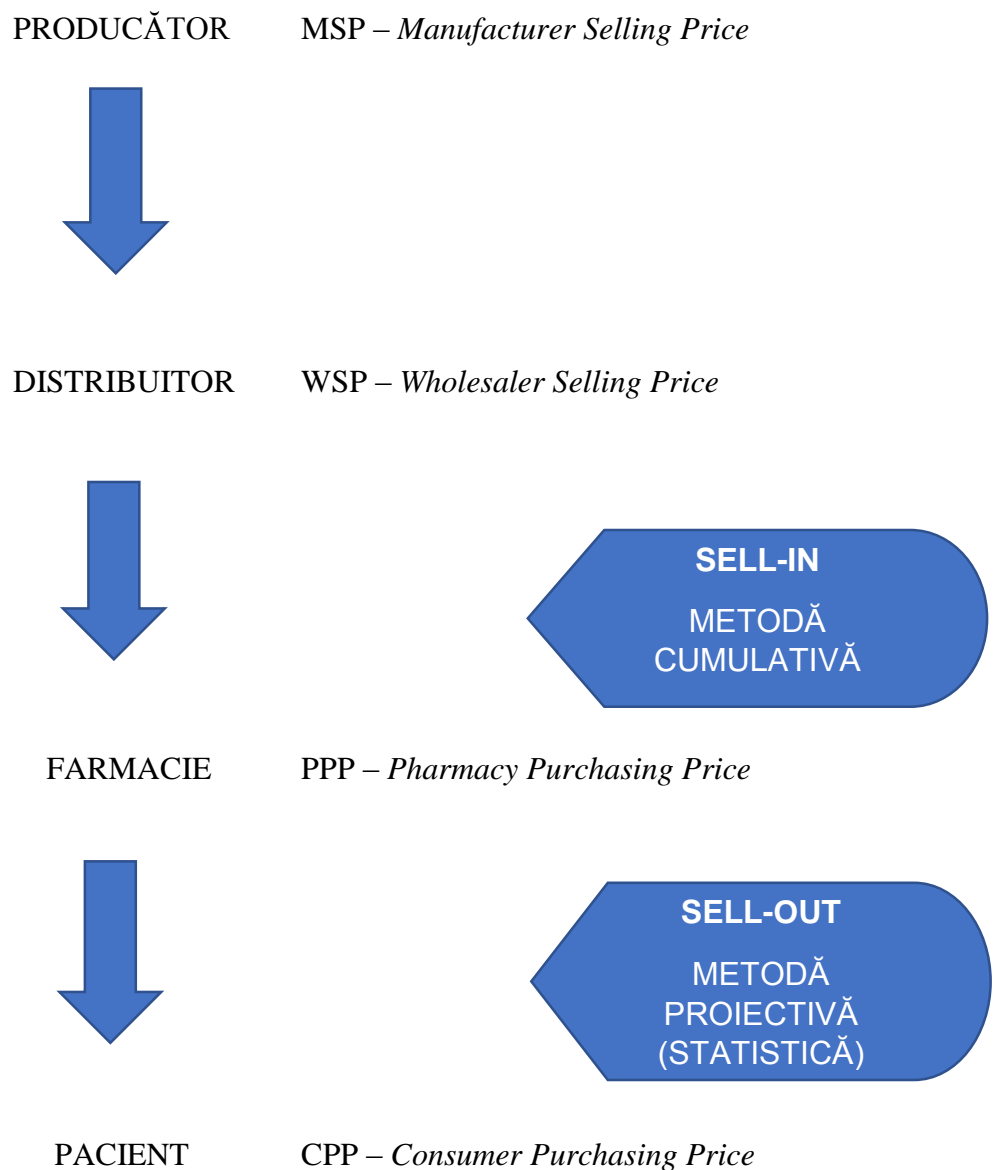 PRODUCĂTOR MSP – Manufacturer Selling Price
DISTRIBUITOR WSP – Wholesaler Selling Price
SELL-IN
METODĂ
CUMULATIVĂ
FARMACIE PPP – Pharmacy Purchasing Price
SELL-OUT
METODĂ
PROIECTIVĂ
(STATISTICĂ)
PACIENT CPP – Consumer Purchasing Price